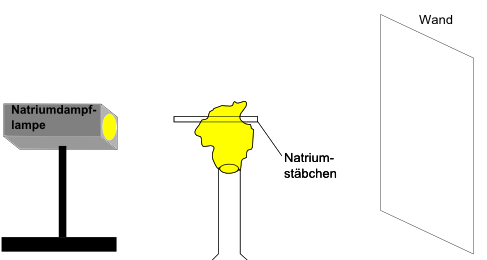 Wand
Natriumdampf-
lampe
Natrium-
stäbchen